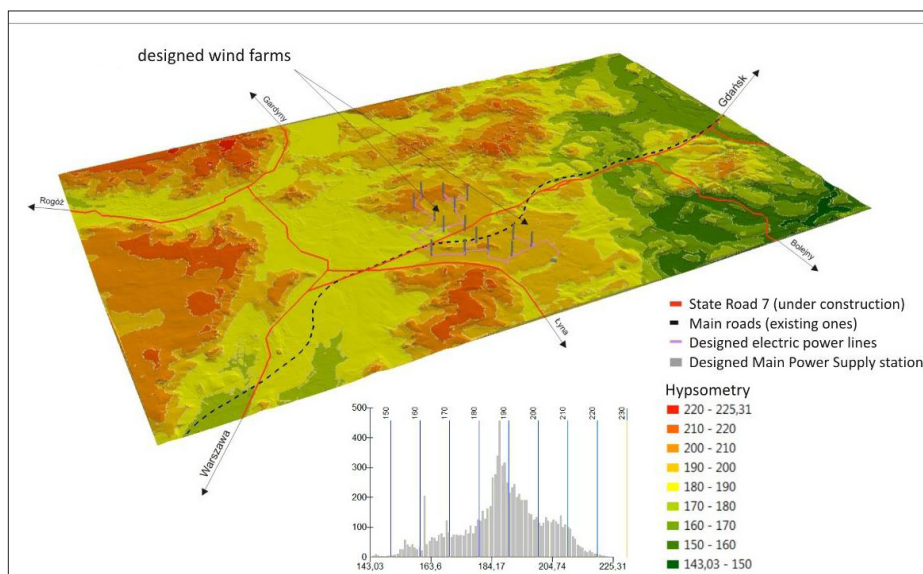 designed wind farms
Gardyny
Gdańsk
Rogóż
Bolejny
Łyna
Warszawa
State Road 7 (under construction)
Main roads (existing ones)
Designed electric power lines
Designed Main Power Supply station
Hypsometry
220 - 225,31
210 - 220
200 - 210
190 - 200
180 - 190
170 - 180
160 - 170
150 - 160
143,03 - 150
500
400
300
200
100
0
150 160 170 180 190 200 210 220 230
143,03 163,6 184,17 204,74 225,31